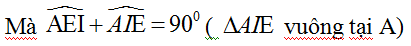 Mà $\widehat{AEI}+\widehat{AIE}=90^0$ ( $\Delta AIE$ vuông tại A)